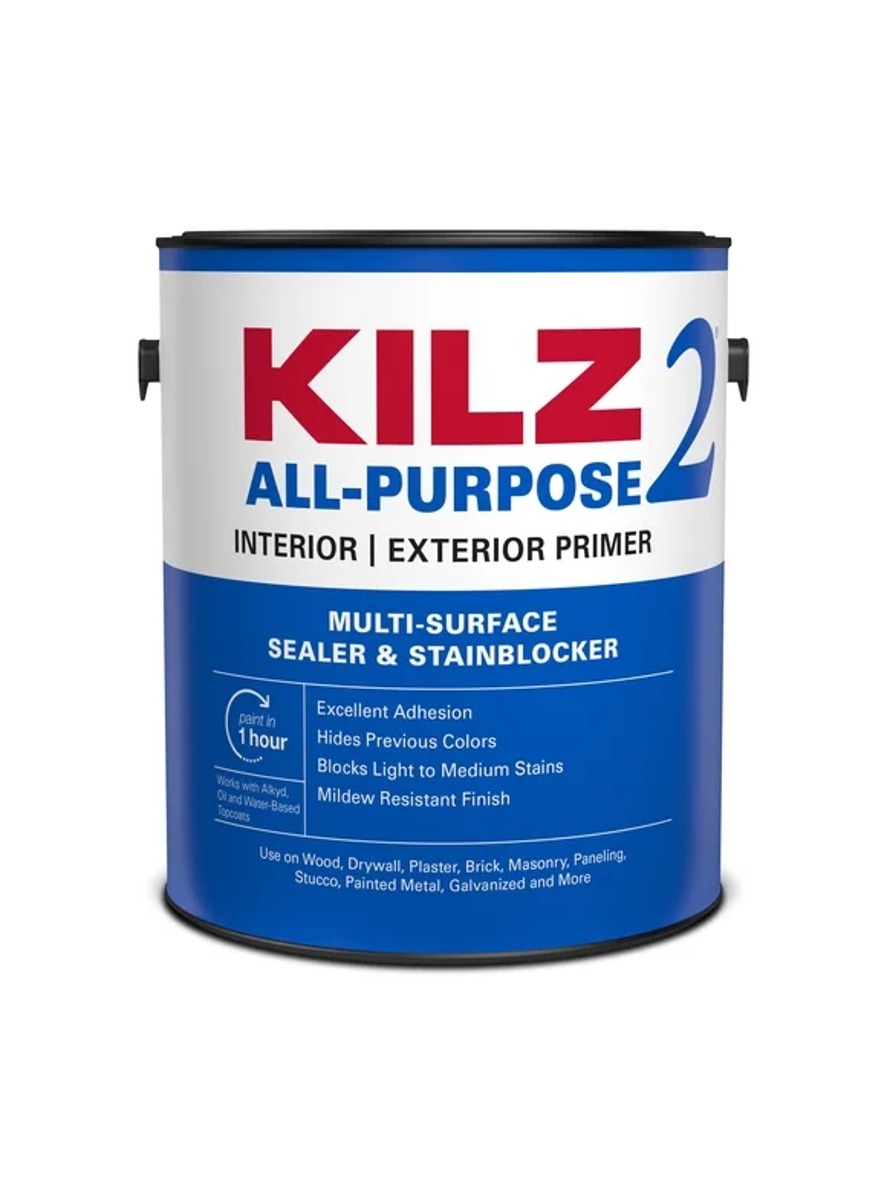 KILZ 2®
ALL-PURPOSE
INTERIOR | EXTERIOR PRIMER
MULTI-SURFACE
SEALER & STAINBLOCKER
paint in
1 hour
Works with Alkyd,
Oil and Water-Based
Topcoats
Excellent Adhesion
Hides Previous Colors
Blocks Light to Medium Stains
Mildew Resistant Finish
Use on Wood, Drywall, Plaster, Brick, Masonry, Paneling,
Stucco, Painted Metal, Galvanized and More